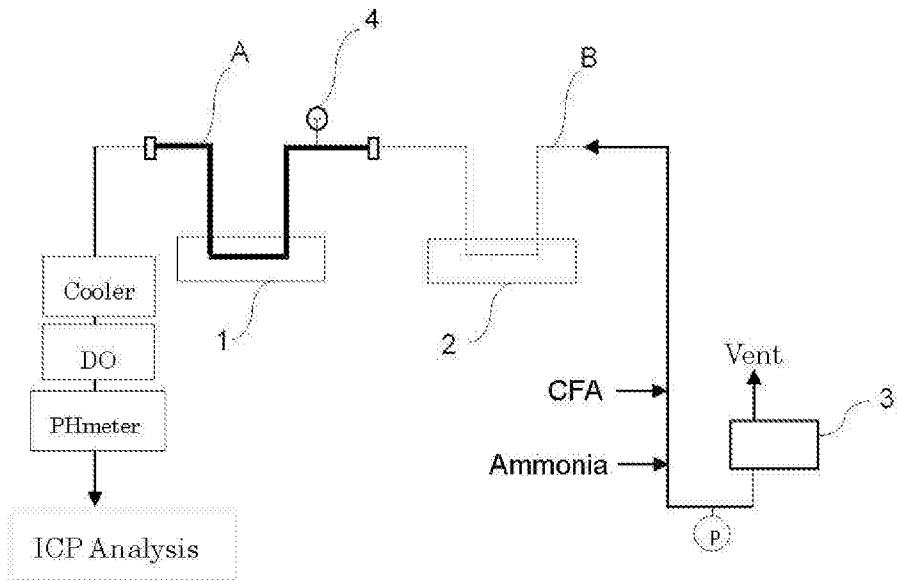 4
A
B
Cooler
1
2
DO
Vent
CFA
3
PHmeter
Ammonia
p
ICP Analysis